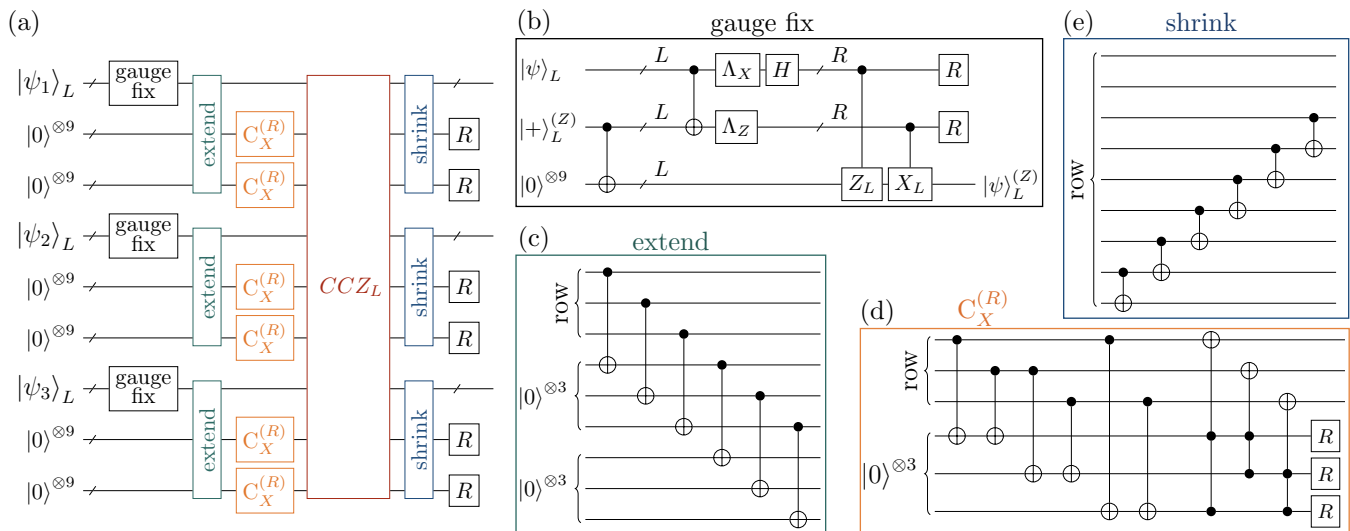 (a)
|ψ₁⟩_L
gauge fix
|0⟩^{⊗9}
extend
C_X^{(R)}
shrink
R
|0⟩^{⊗9}
C_X^{(R)}
R
|ψ₂⟩_L
gauge fix
|0⟩^{⊗9}
extend
C_X^{(R)}
CCZ_L
shrink
R
|0⟩^{⊗9}
C_X^{(R)}
R
|ψ₃⟩_L
gauge fix
|0⟩^{⊗9}
extend
C_X^{(R)}
shrink
R
|0⟩^{⊗9}
C_X^{(R)}
R
(b) gauge fix
|ψ⟩_L L Λ_X H R R
|+⟩_L^{(Z)} L Λ_Z R R
|0⟩^{⊗9} L Z_L X_L |ψ⟩_L^{(Z)}
(c) extend
row
|0⟩^{⊗3}
|0⟩^{⊗3}
(e) shrink
row
(d) C_X^{(R)}
row
|0⟩^{⊗3}
R
R
R